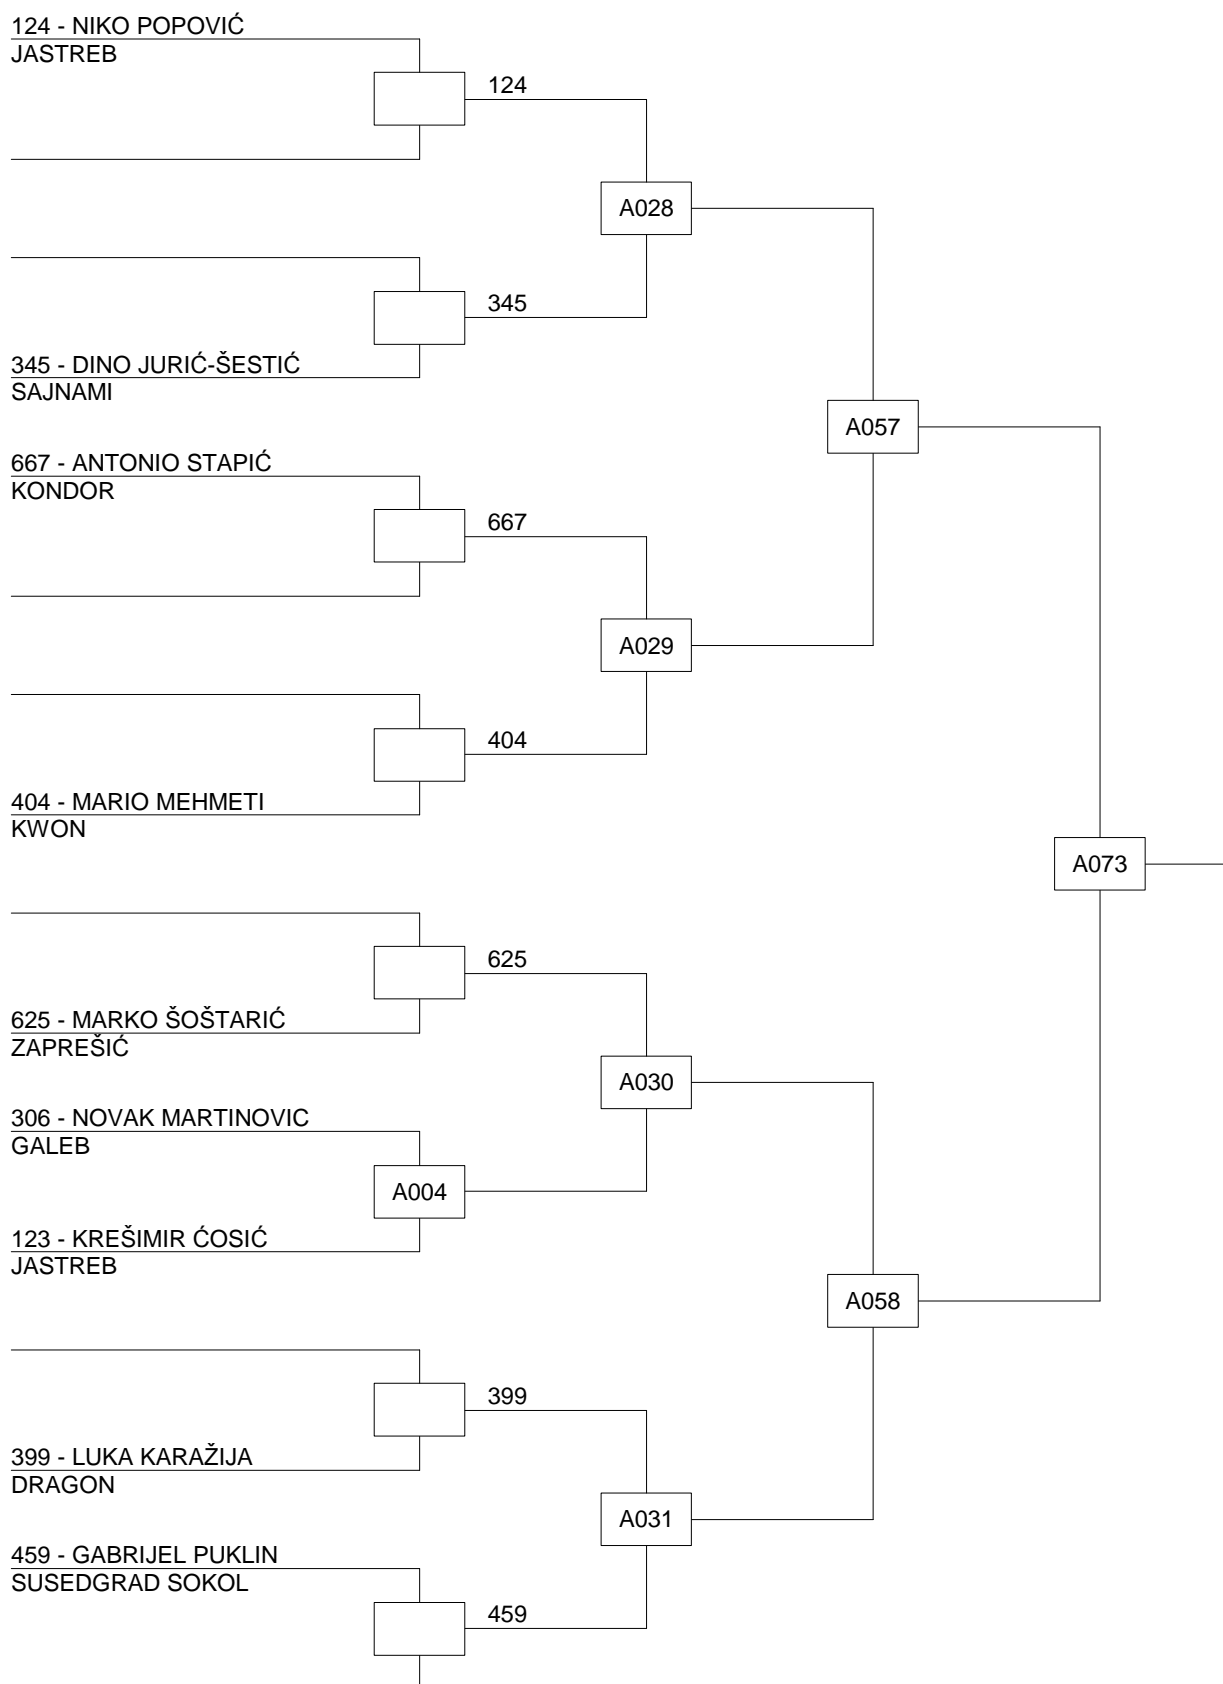 124 - NIKO POPOVIĆ
JASTREB
124
A028
345
345 - DINO JURIĆ-ŠESTIĆ
SAJNAMI
A057
667 - ANTONIO STAPIĆ
KONDOR
667
A029
404
404 - MARIO MEHMETI
KWON
A073
625
625 - MARKO ŠOŠTARIĆ
ZAPREŠIĆ
A030
306 - NOVAK MARTINOVIC
GALEB
A004
123 - KREŠIMIR ĆOSIĆ
JASTREB
A058
399
399 - LUKA KARAŽIJA
DRAGON
A031
459 - GABRIJEL PUKLIN
SUSEDGRAD SOKOL
459